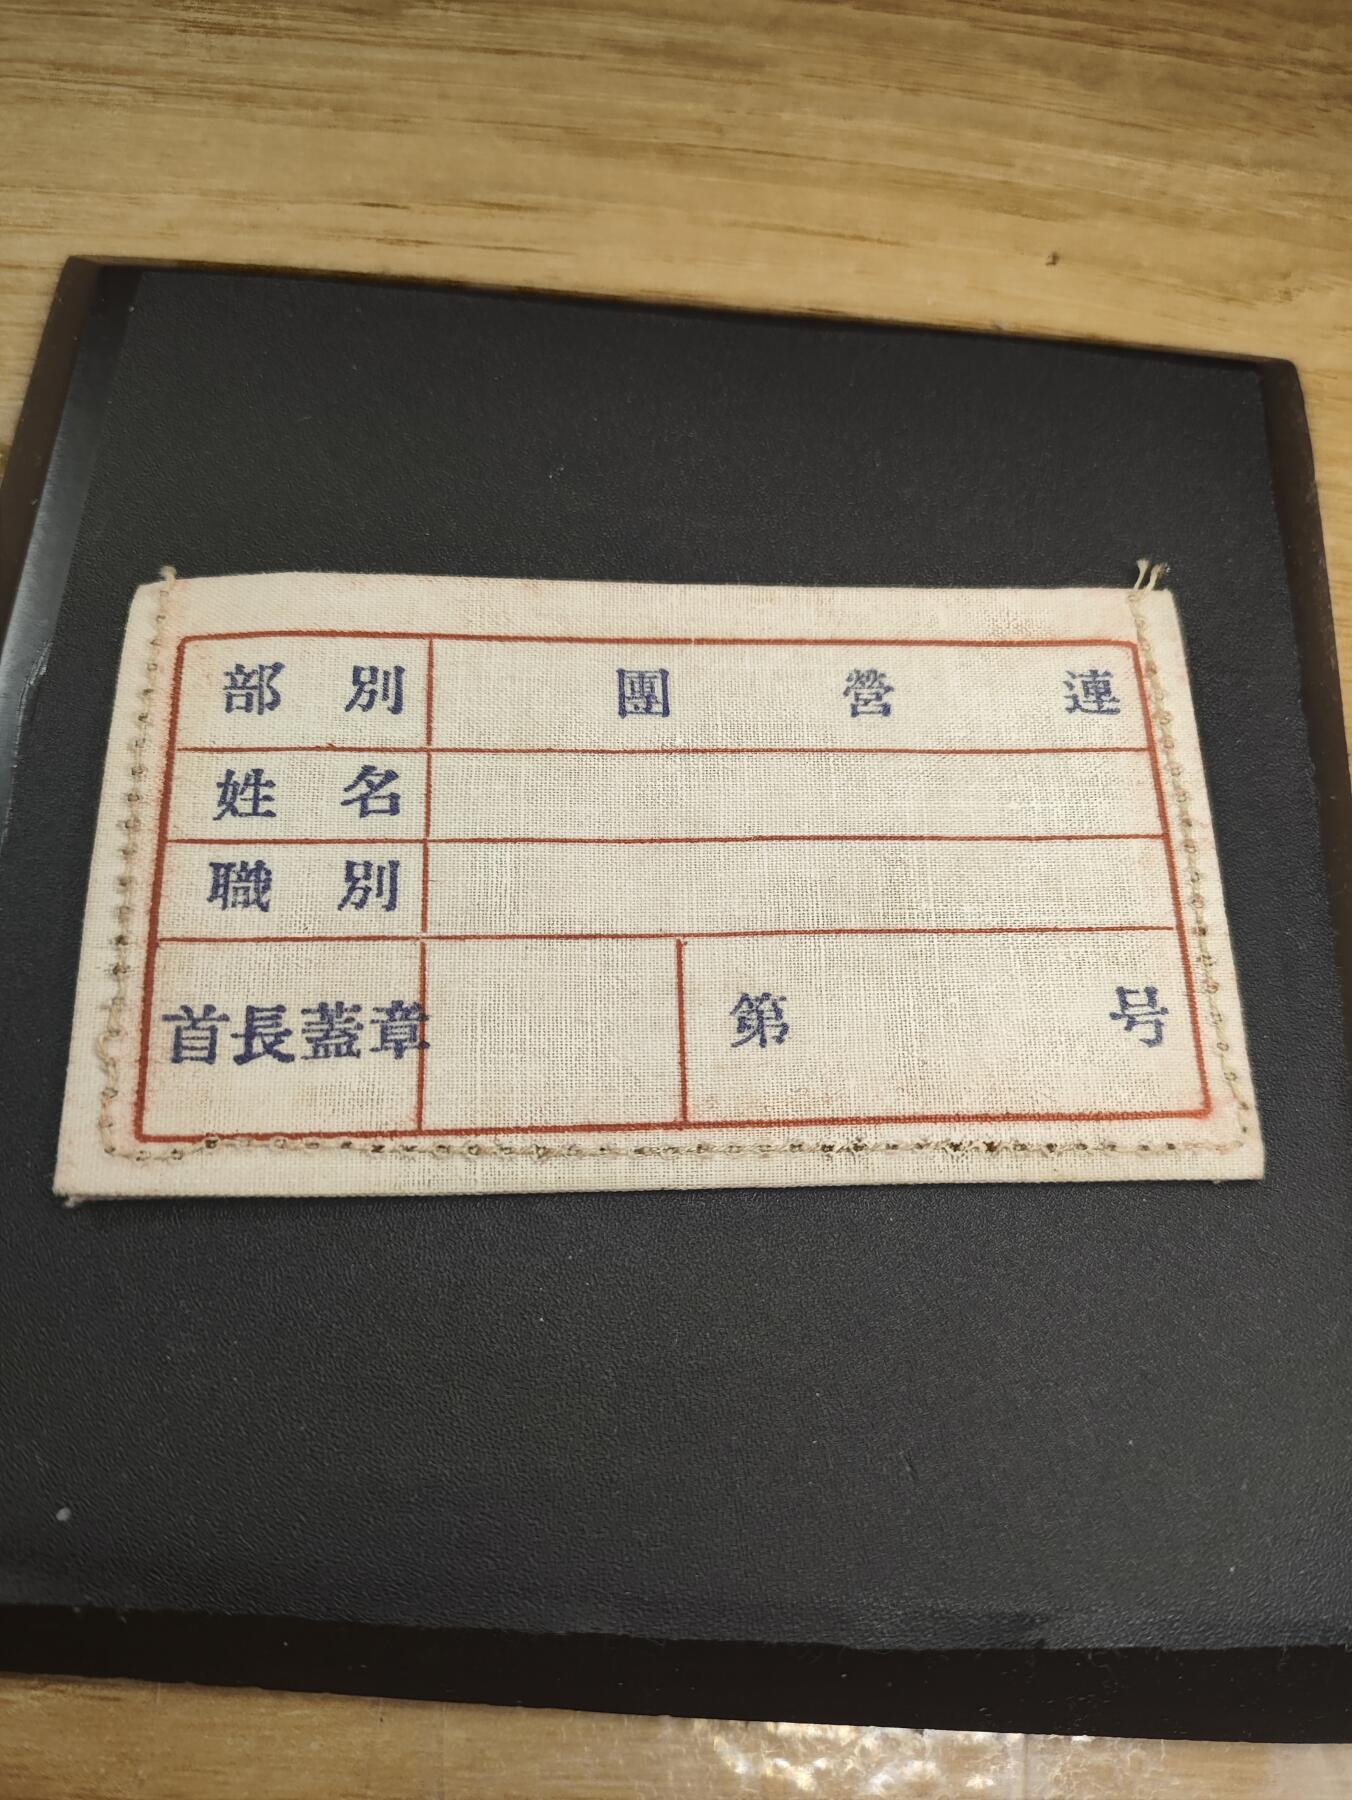 部 別 團 營 連
姓 名
職 別
首長蓋章 第 号